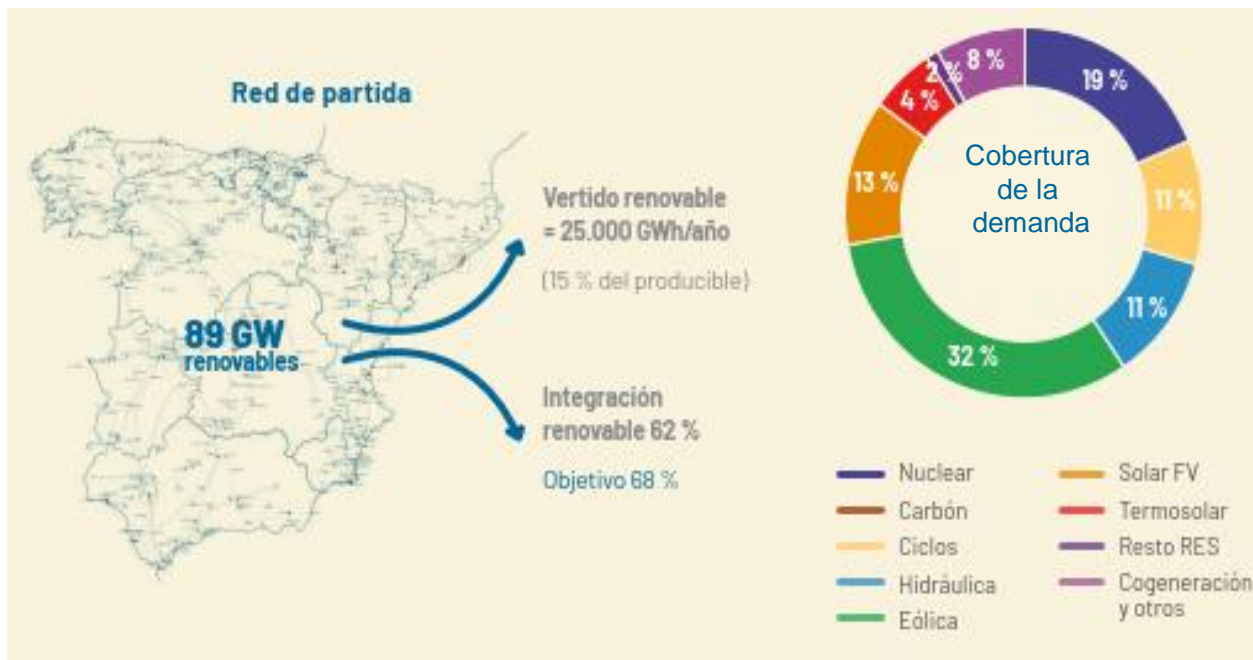 Red de partida
89 GW
renovables
Vertido renovable
= 25.000 GWh/año
(15 % del producible)
Integración
renovable 62 %
Objetivo 68 %
Cobertura
de la
demanda
19 %
11 %
11 %
32 %
13 %
4 %
2 %
8 %
Nuclear
Carbón
Ciclos
Hidráulica
Eólica
Solar FV
Termosolar
Resto RES
Cogeneración
y otros